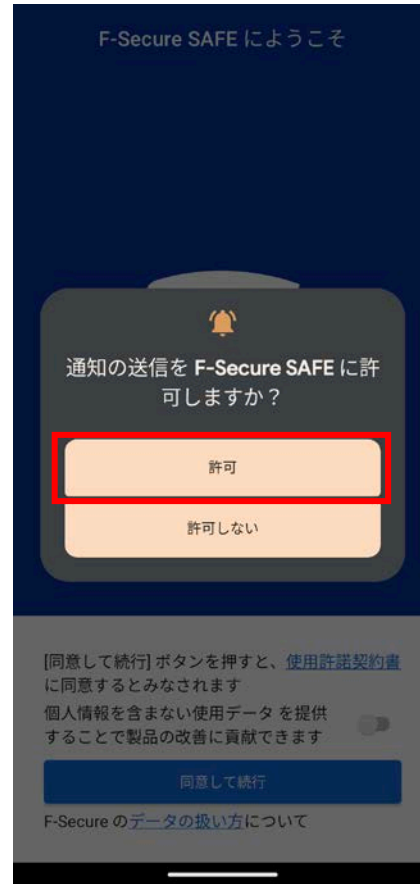 F-Secure SAFE にようこそ
通知の送信を F-Secure SAFE に許
可しますか？
許可
許可しない
[同意して続行] ボタンを押すと、使用許諾契約書
に同意するとみなされます
個人情報を含まない使用データ を提供
することで製品の改善に貢献できます
同意して続行
F-Secure のデータの扱い方について